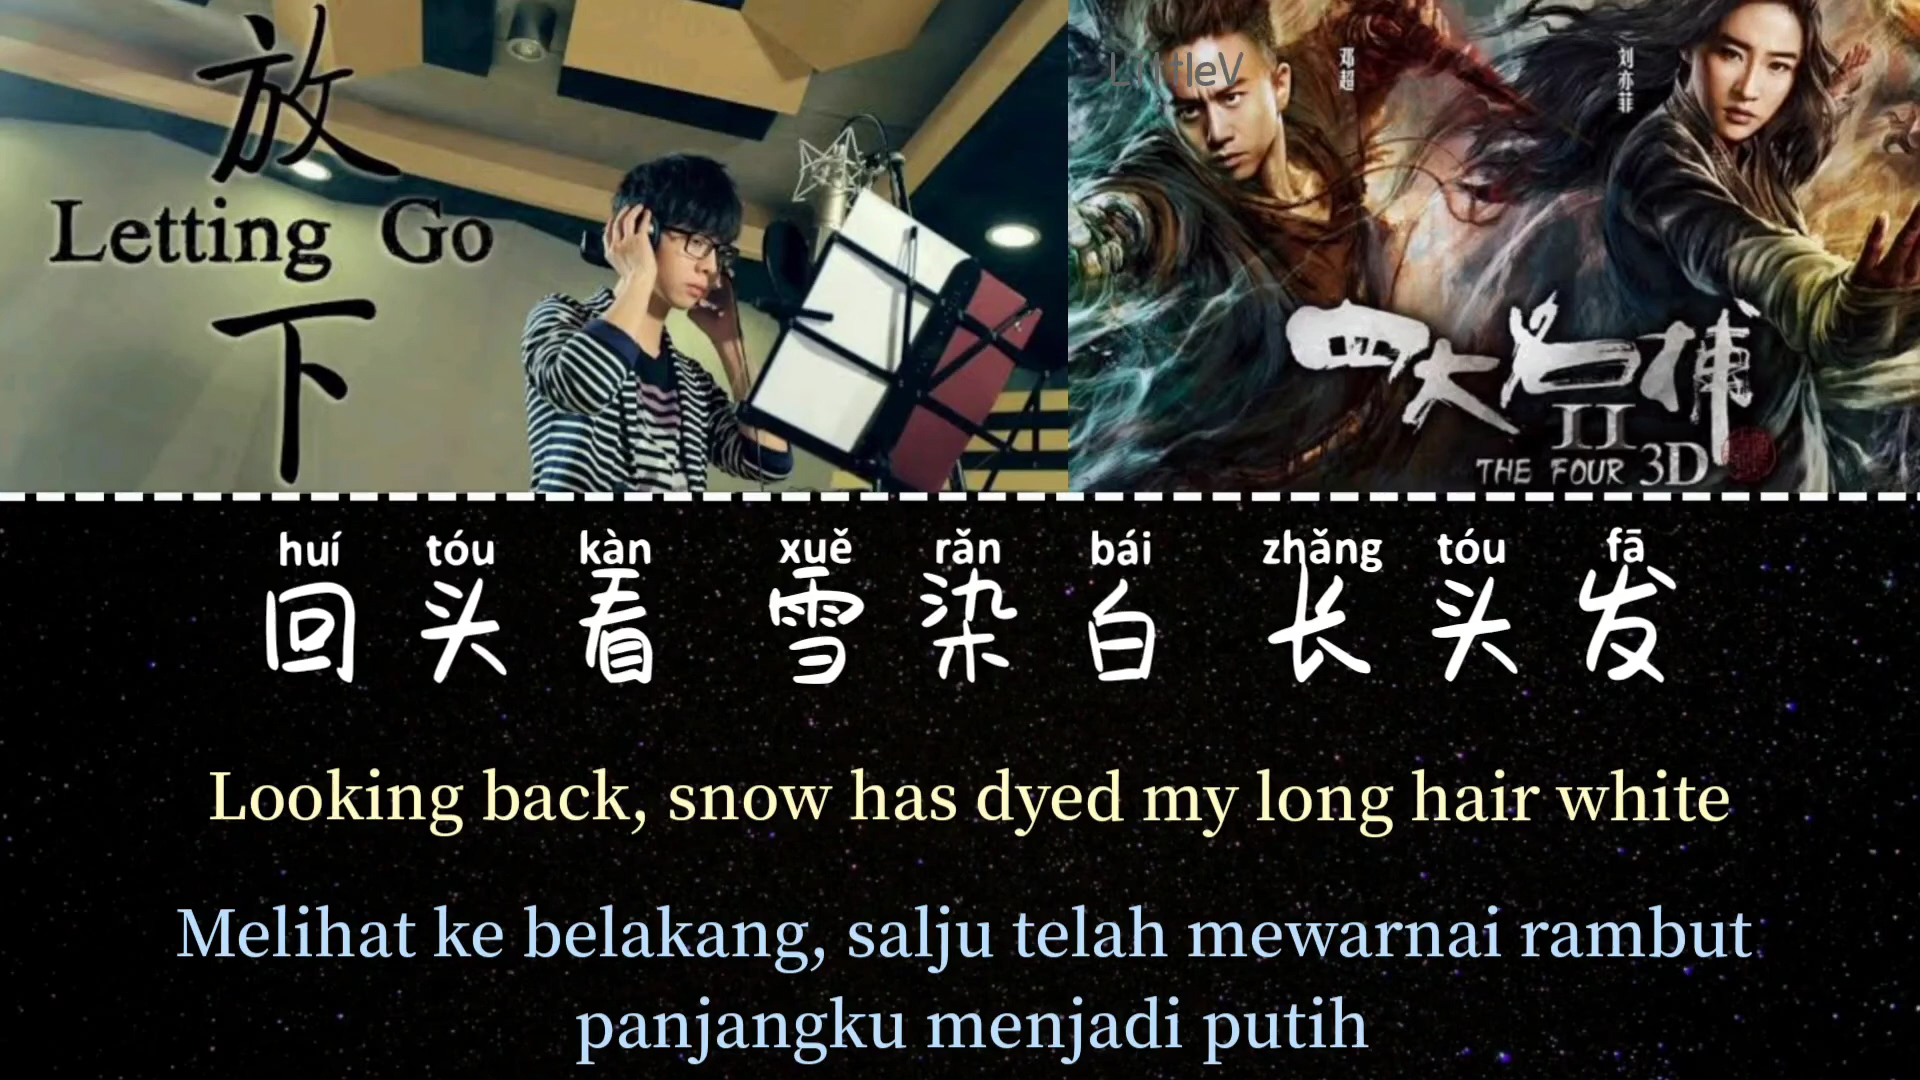 放
Letting Go
下
LittleV
邓超
刘亦菲
四大名捕
II
THE FOUR 3D
huí tóu kàn xuě rǎn bái zhǎng tóu fā
回头看 雪染白 长头发
Looking back, snow has dyed my long hair white
Melihat ke belakang, salju telah mewarnai rambut
panjangku menjadi putih